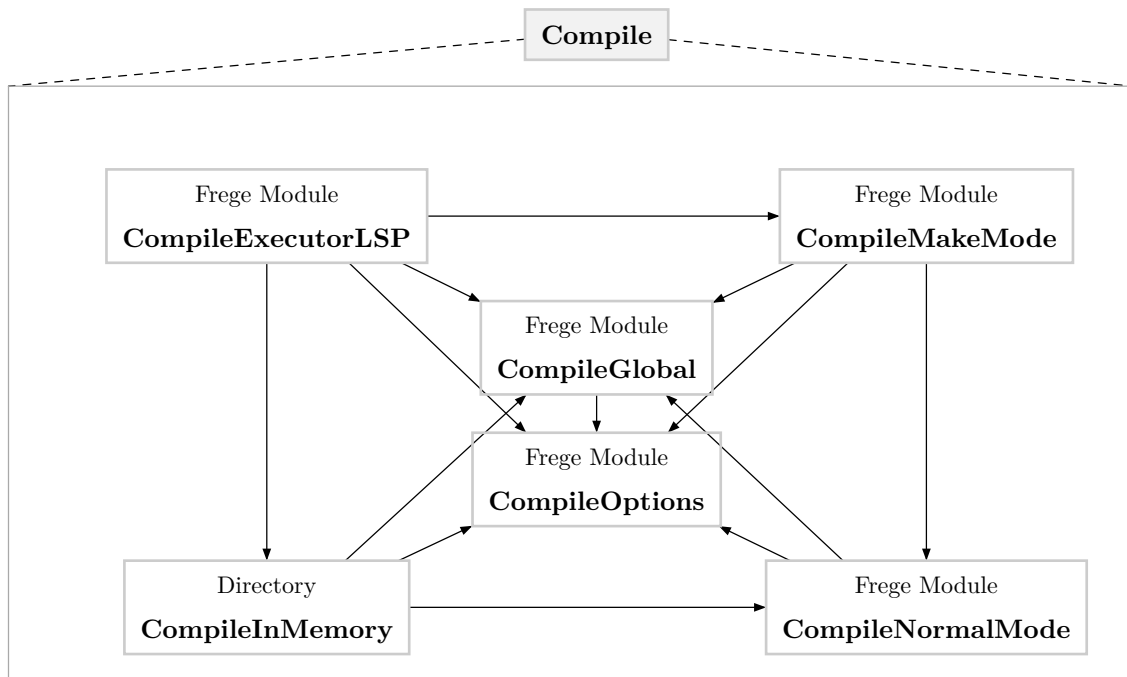 Compile
Frege Module
CompileExecutorLSP
Frege Module
CompileMakeMode
Frege Module
CompileGlobal
Frege Module
CompileOptions
Directory
CompileInMemory
Frege Module
CompileNormalMode